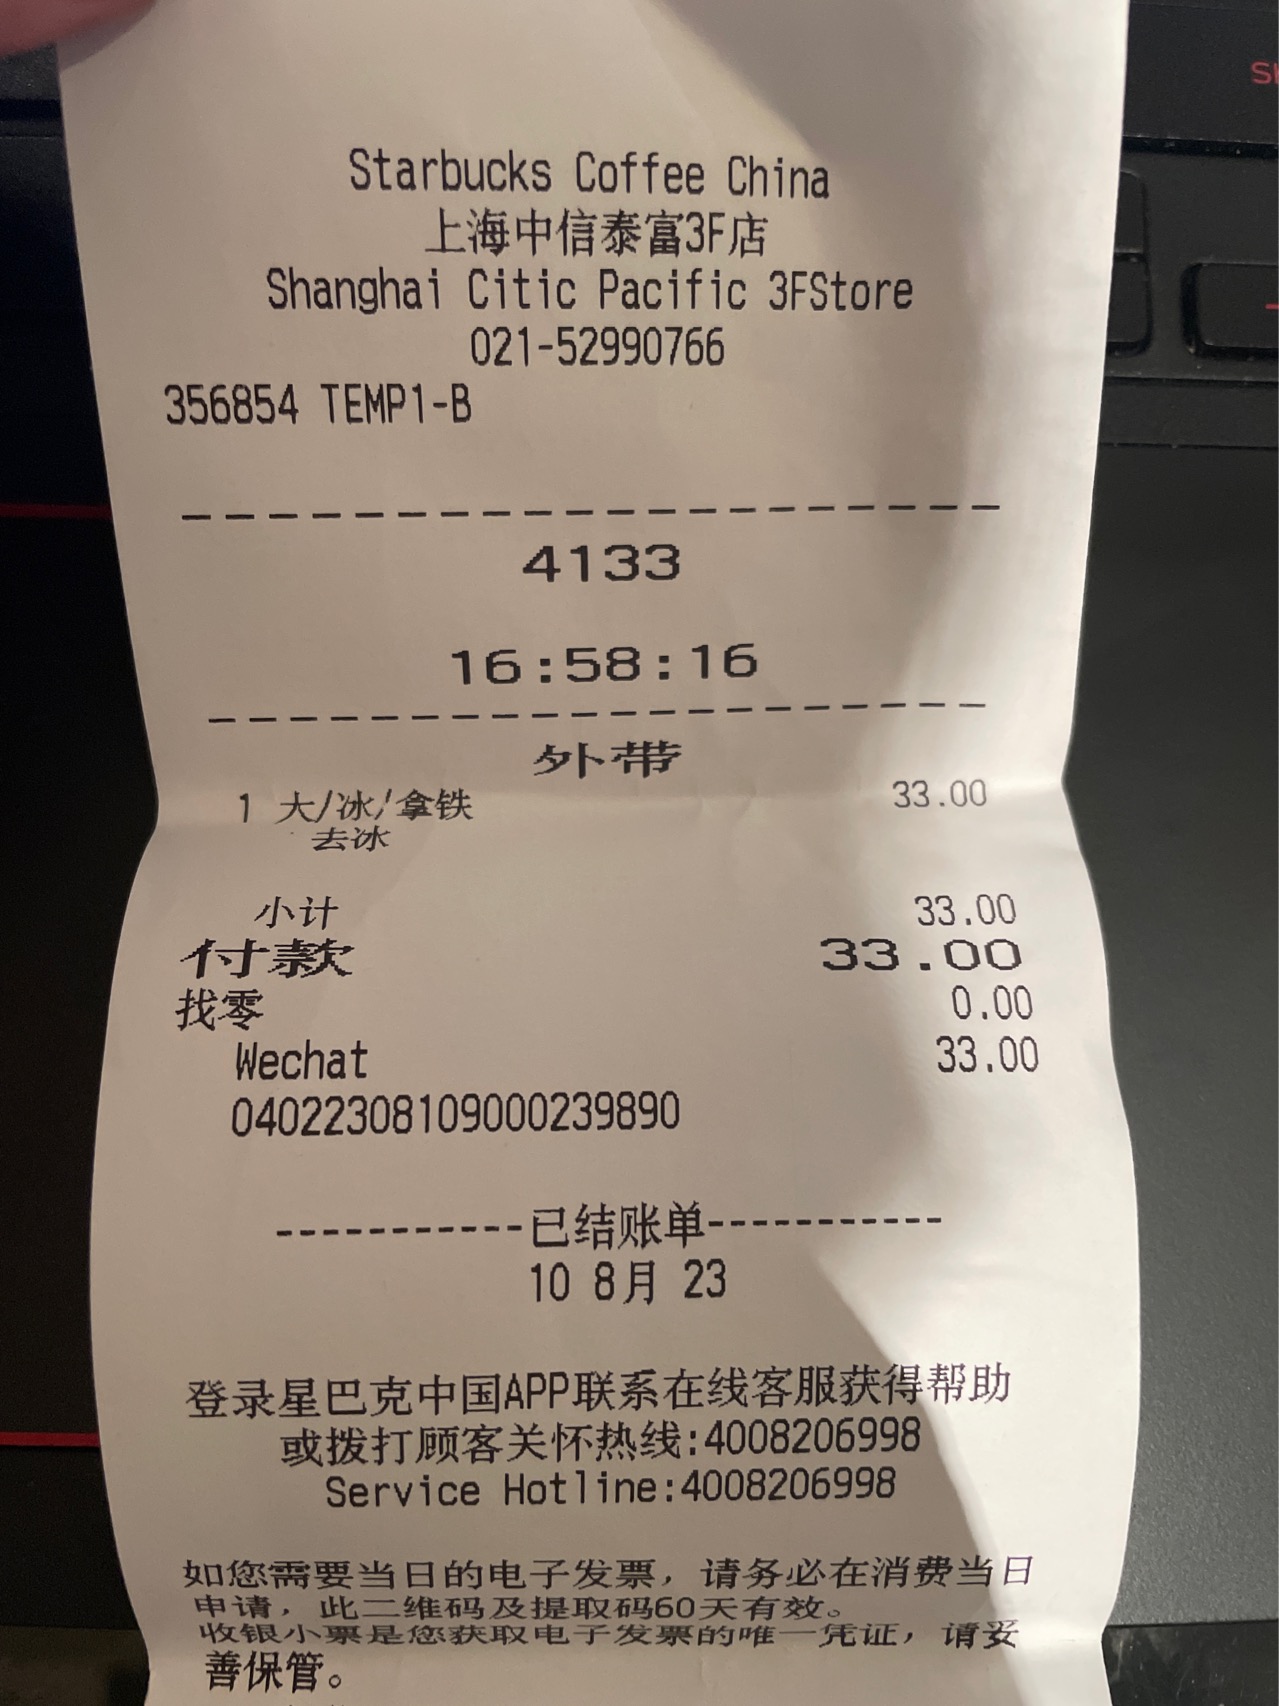 Starbucks Coffee China
上海中信泰富3F店
Shanghai Citic Pacific 3FStore
021-52990766
356854 TEMP1-B
--------------------
4133
16:58:16
--------------------
外带
1 大/冰/拿铁 33.00
去冰
小计 33.00
付款 33.00
找零 0.00
Wechat 33.00
04022308109000239890
-----------已结账单-----------
10 8月 23
登录星巴克中国APP联系在线客服获得帮助
或拨打顾客关怀热线:4008206998
Service Hotline:4008206998
如您需要当日的电子发票，请务必在消费当日
申请，此二维码及提取码60天有效。
收银小票是您获取电子发票的唯一凭证，请妥
善保管。